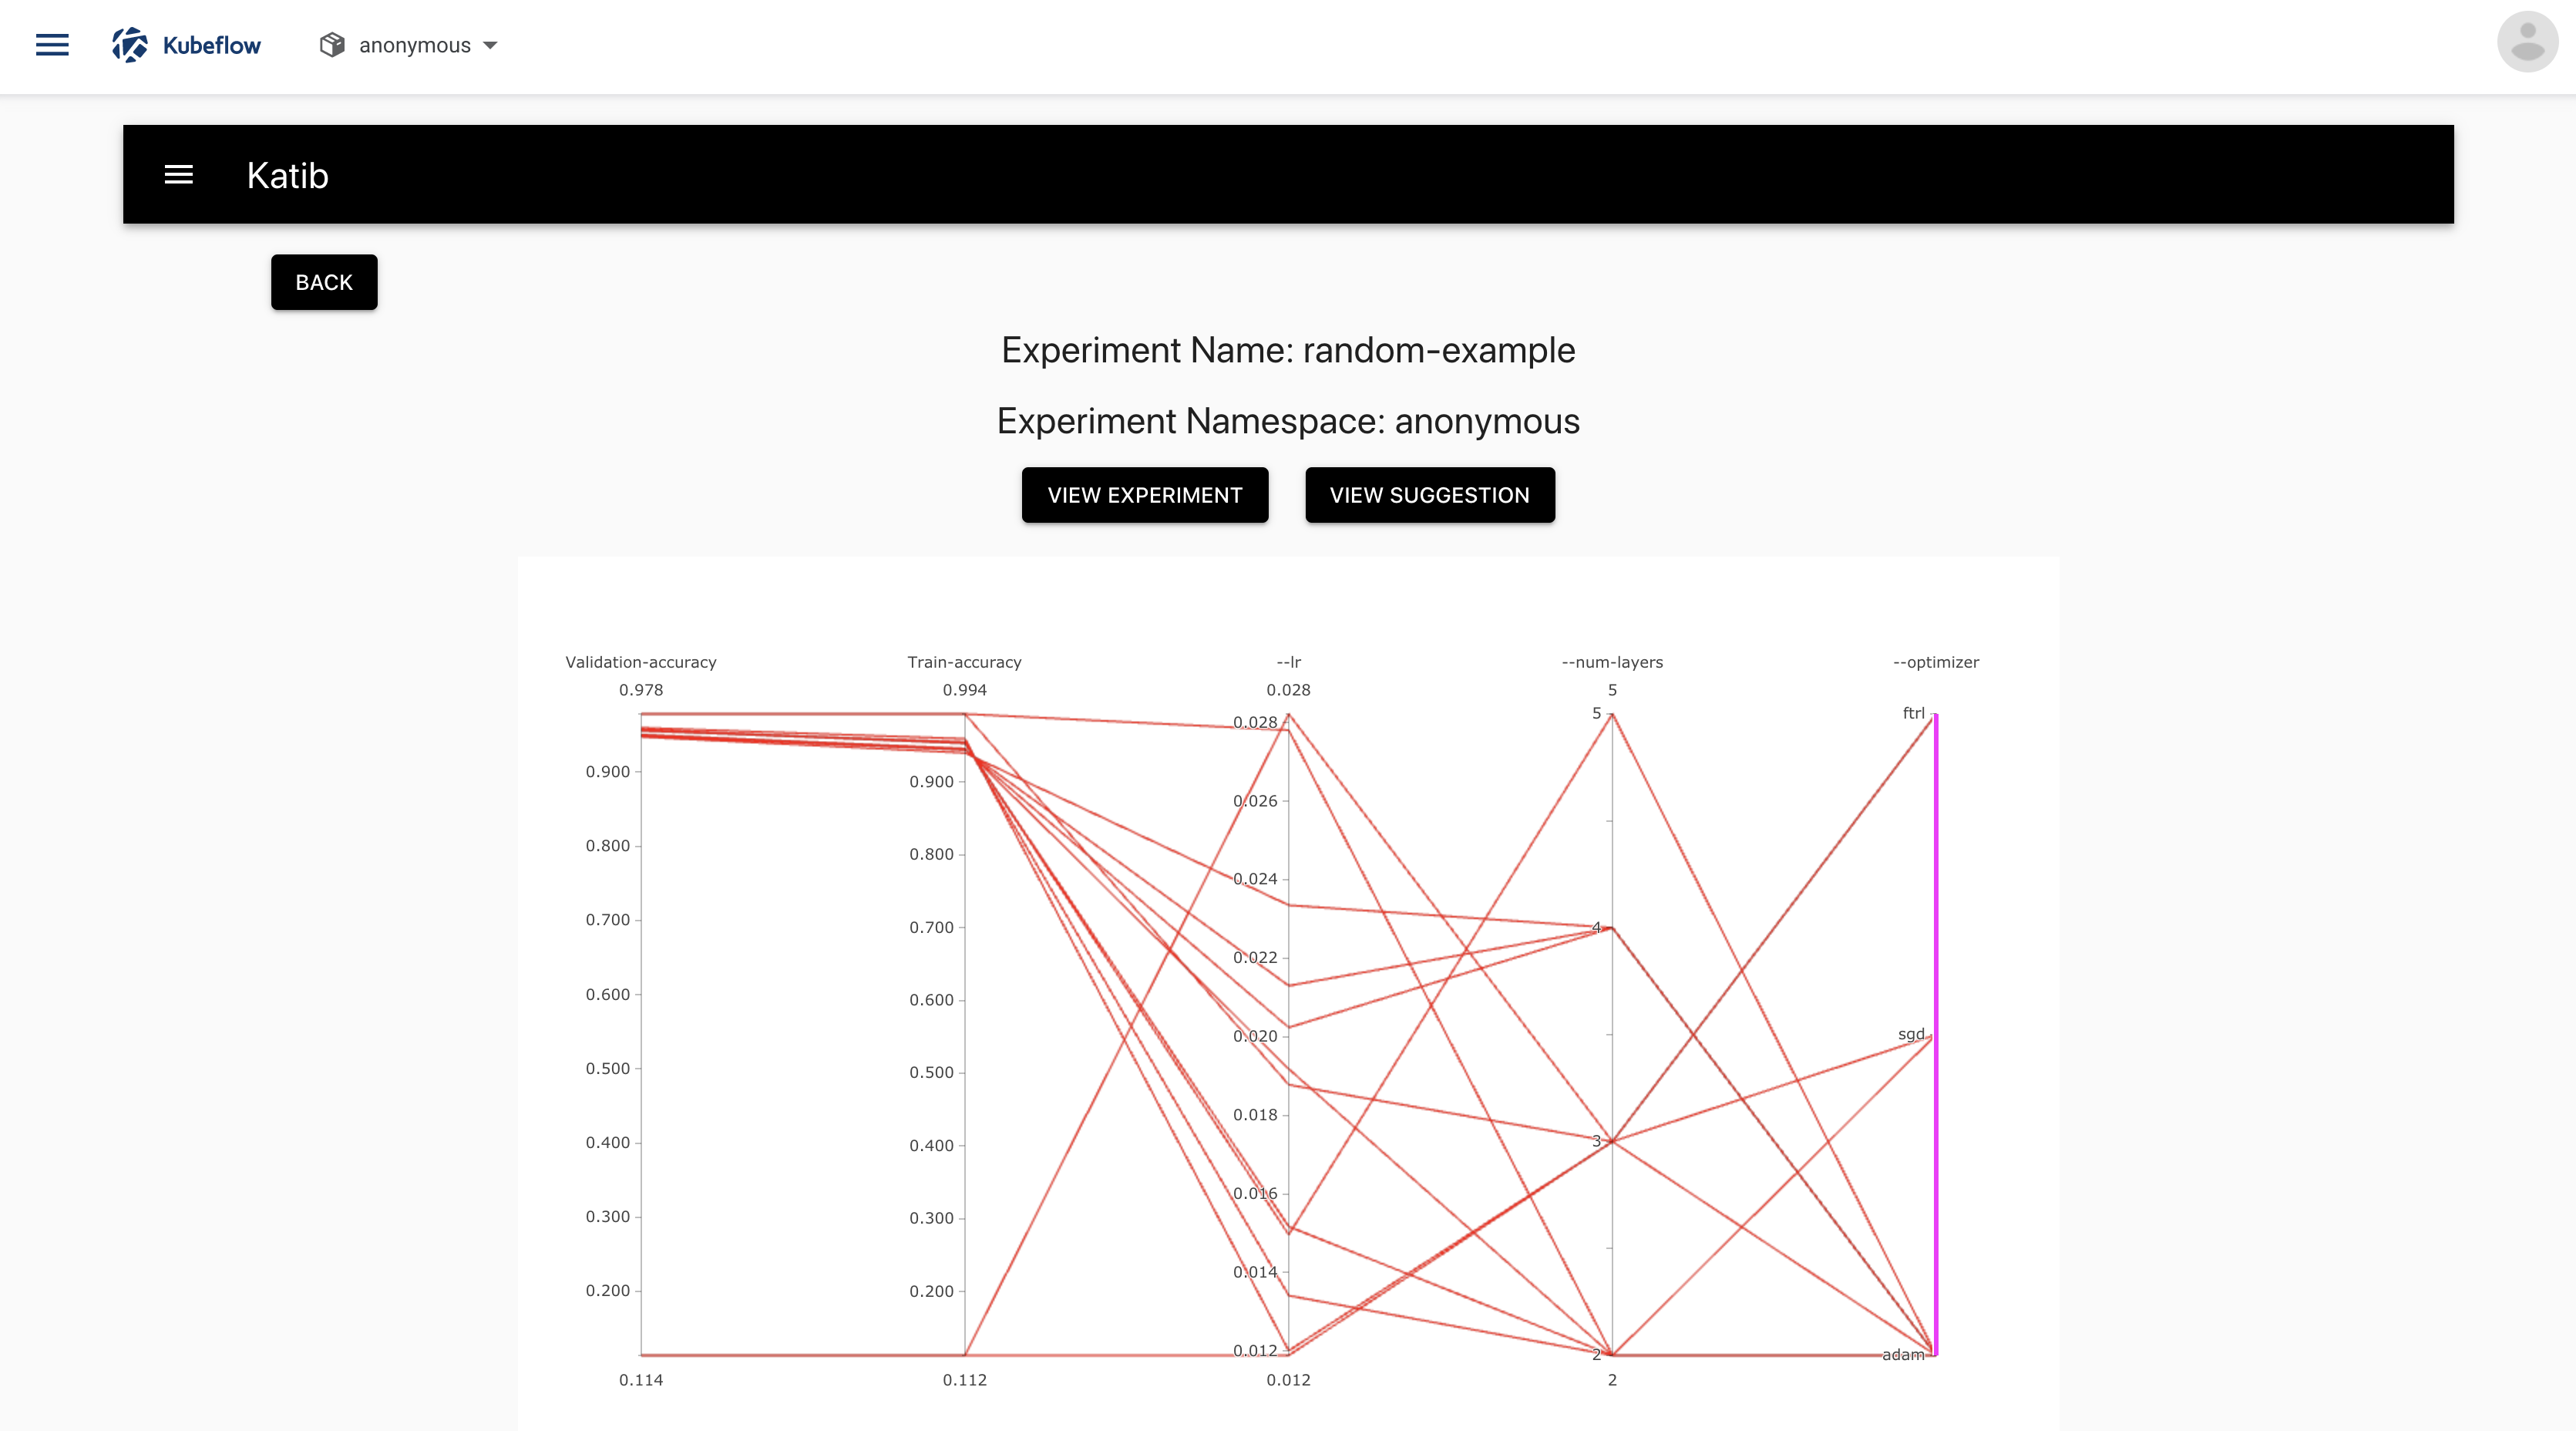 Kubeflow anonymous
Katib
BACK
Experiment Name: random-example
Experiment Namespace: anonymous
VIEW EXPERIMENT VIEW SUGGESTION
Validation-accuracy Train-accuracy --lr --num-layers --optimizer
0.978 0.994 0.028 5
5 ftrl
0.028
0.900 0.900
0.026
0.800 0.800
0.024
0.700 0.700 4
0.022
0.600 0.600
0.020 sgd
0.500 0.500
0.018
0.400 0.400 3
0.016
0.300 0.300
0.014
0.200 0.200
0.012 2 adam
0.114 0.112 0.012 2